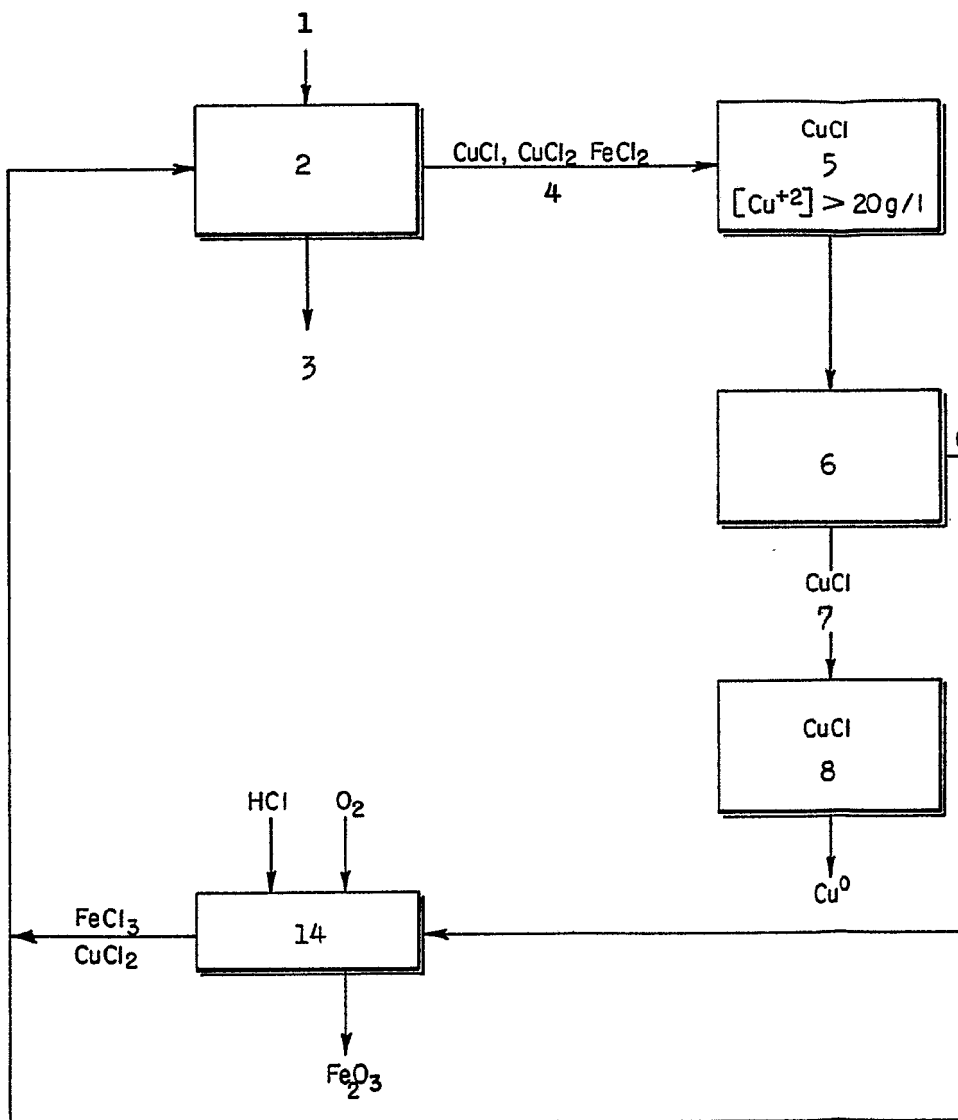 1
2
CuCl, CuCl₂ FeCl₂
4
CuCl
5
[Cu⁺²] > 20g/l
3
6
CuCl
7
CuCl
8
Cu⁰
HCl
O₂
14
FeCl₃
CuCl₂
Fe₂O₃